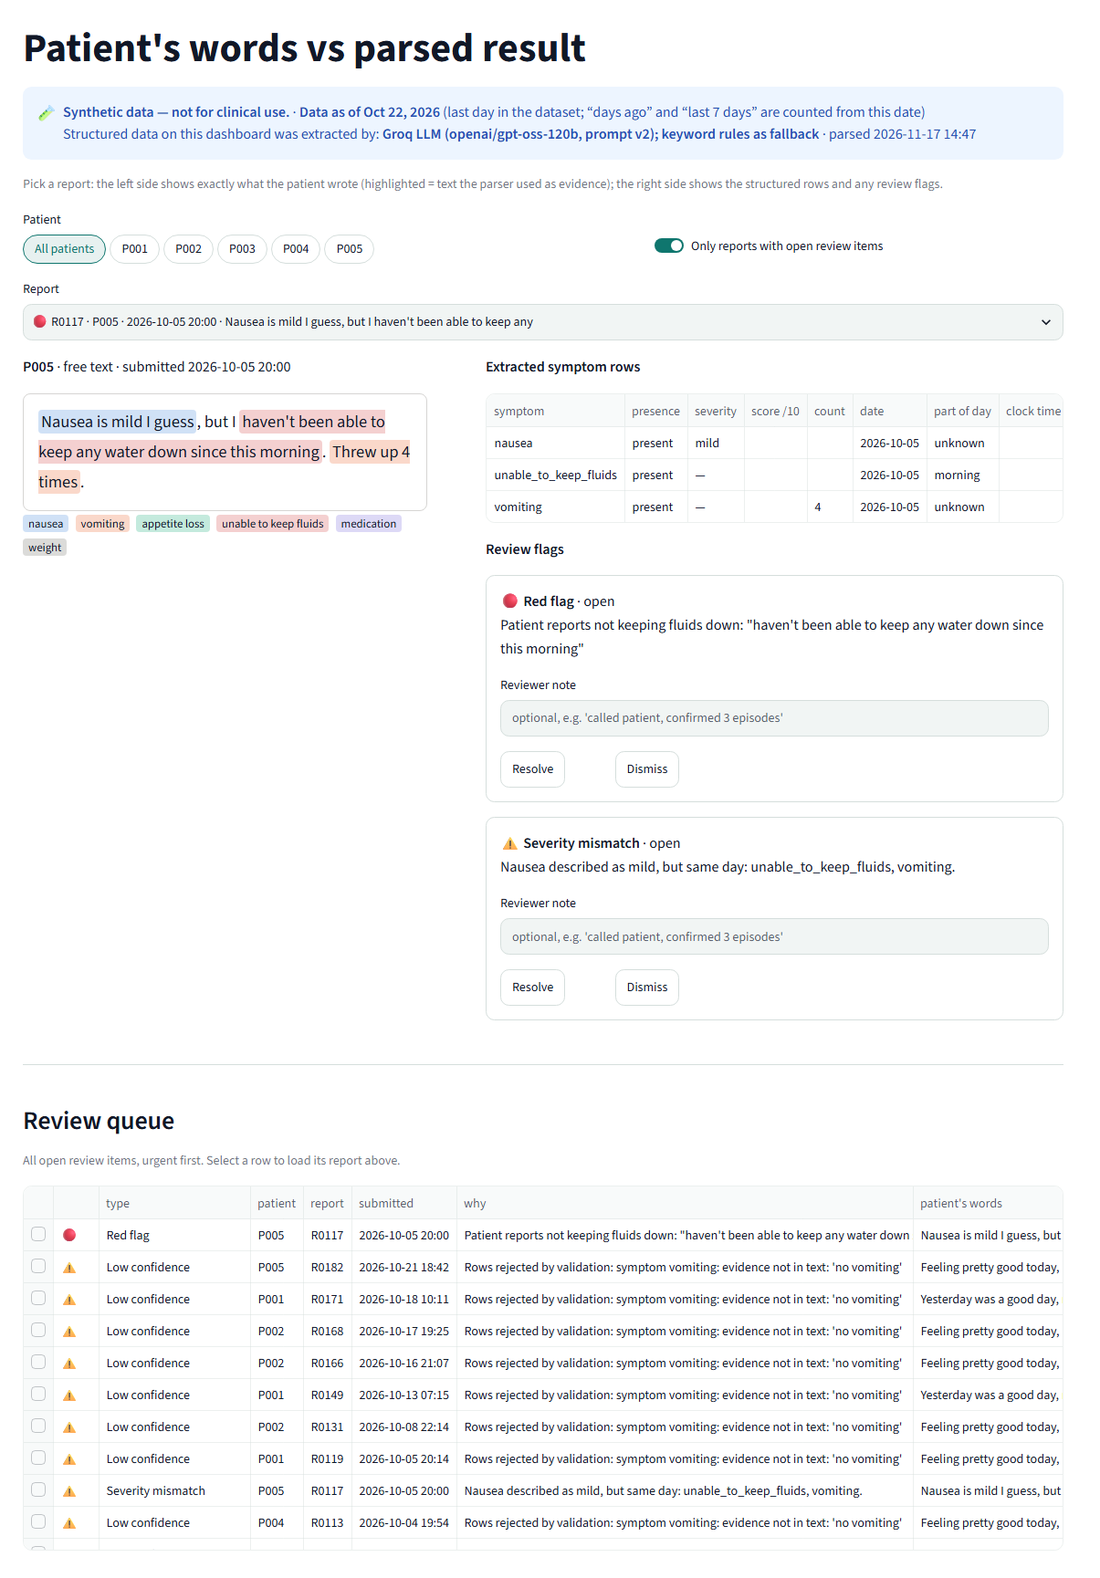 Patient's words vs parsed result
Synthetic data — not for clinical use. · Data as of Oct 22, 2026 (last day in the dataset; “days ago” and “last 7 days” are counted from this date)
Structured data on this dashboard was extracted by: Groq LLM (openai/gpt-oss-120b, prompt v2); keyword rules as fallback · parsed 2026-11-17 14:47
Pick a report: the left side shows exactly what the patient wrote (highlighted = text the parser used as evidence); the right side shows the structured rows and any review flags.
Patient
All patients P001 P002 P003 P004 P005
Only reports with open review items
Report
R0117 · P005 · 2026-10-05 20:00 · Nausea is mild I guess, but I haven't been able to keep any
P005 · free text · submitted 2026-10-05 20:00
Nausea is mild I guess, but I haven't been able to
keep any water down since this morning. Threw up 4
times.
nausea vomiting appetite loss unable to keep fluids medication
weight
Extracted symptom rows
symptom presence severity score /10 count date part of day clock time
nausea present mild 2026-10-05 unknown
unable_to_keep_fluids present — 2026-10-05 morning
vomiting present — 4 2026-10-05 unknown
Review flags
Red flag · open
Patient reports not keeping fluids down: "haven't been able to keep any water down since
this morning"
Reviewer note
optional, e.g. 'called patient, confirmed 3 episodes'
Resolve Dismiss
Severity mismatch · open
Nausea described as mild, but same day: unable_to_keep_fluids, vomiting.
Reviewer note
optional, e.g. 'called patient, confirmed 3 episodes'
Resolve Dismiss
Review queue
All open review items, urgent first. Select a row to load its report above.
type patient report submitted why patient's words
Red flag P005 R0117 2026-10-05 20:00 Patient reports not keeping fluids down: "haven't been able to keep any water down Nausea is mild I guess, but
Low confidence P005 R0182 2026-10-21 18:42 Rows rejected by validation: symptom vomiting: evidence not in text: 'no vomiting' Feeling pretty good today,
Low confidence P001 R0171 2026-10-18 10:11 Rows rejected by validation: symptom vomiting: evidence not in text: 'no vomiting' Yesterday was a good day,
Low confidence P002 R0168 2026-10-17 19:25 Rows rejected by validation: symptom vomiting: evidence not in text: 'no vomiting' Feeling pretty good today,
Low confidence P002 R0166 2026-10-16 21:07 Rows rejected by validation: symptom vomiting: evidence not in text: 'no vomiting' Feeling pretty good today,
Low confidence P001 R0149 2026-10-13 07:15 Rows rejected by validation: symptom vomiting: evidence not in text: 'no vomiting' Yesterday was a good day,
Low confidence P002 R0131 2026-10-08 22:14 Rows rejected by validation: symptom vomiting: evidence not in text: 'no vomiting' Feeling pretty good today,
Low confidence P001 R0119 2026-10-05 20:14 Rows rejected by validation: symptom vomiting: evidence not in text: 'no vomiting' Feeling pretty good today,
Severity mismatch P005 R0117 2026-10-05 20:00 Nausea described as mild, but same day: unable_to_keep_fluids, vomiting. Nausea is mild I guess, but
Low confidence P004 R0113 2026-10-04 19:54 Rows rejected by validation: symptom vomiting: evidence not in text: 'no vomiting' Feeling pretty good today,